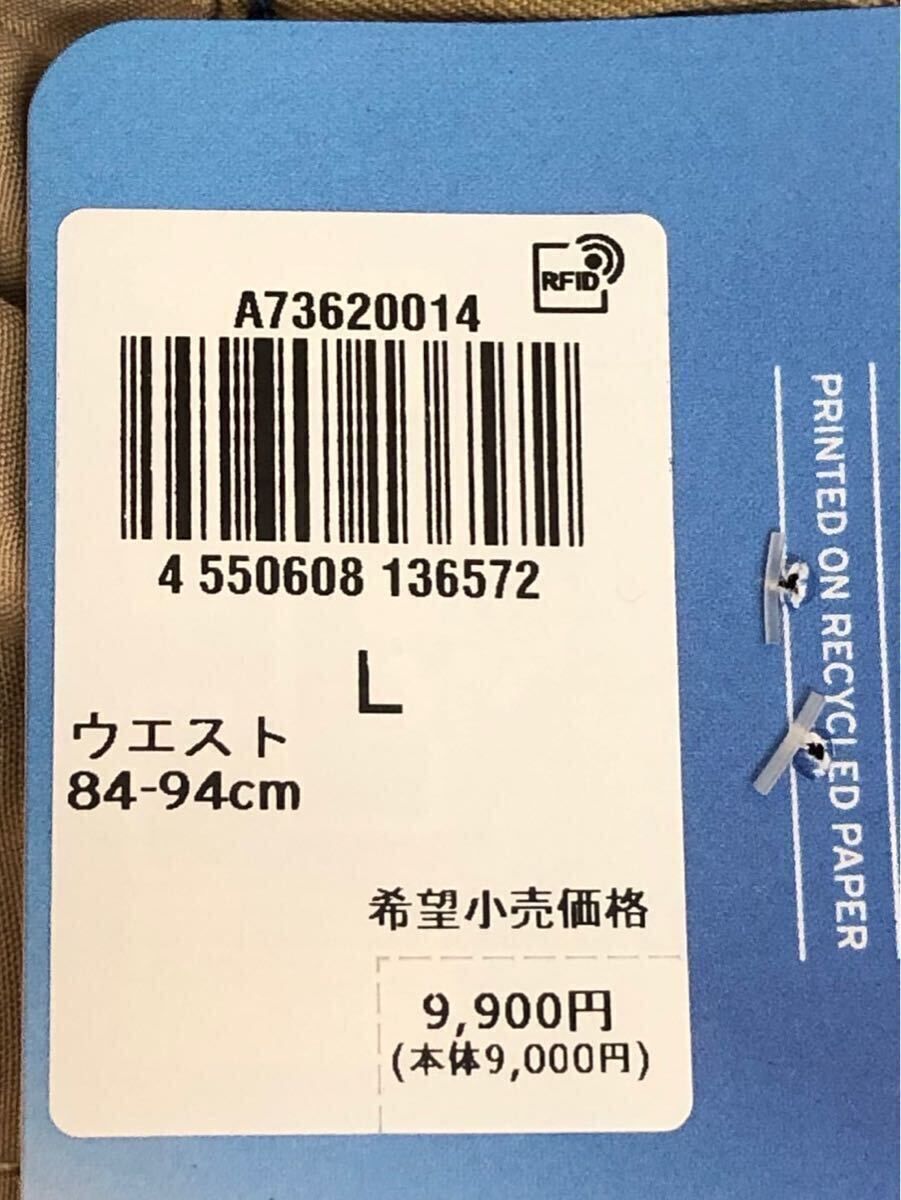 RFID
A73620014
4 550608 136572
L
ウエスト
84-94cm
希望小売価格
9,900円
(本体9,000円)
PRINTED ON RECYCLED PAPER